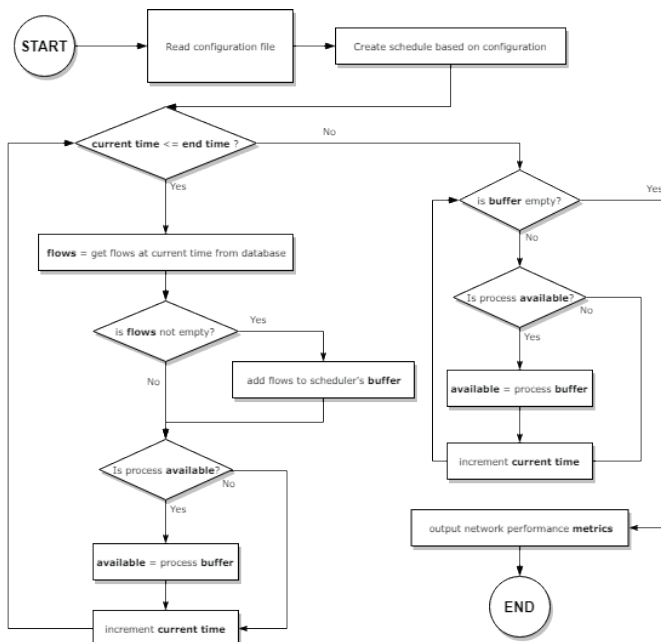 START
Read configuration file
Create schedule based on configuration
current time <= end time ?
No
Yes
is buffer empty?
Yes
No
flows = get flows at current time from database
Is process available?
No
Yes
is flows not empty?
Yes
No
add flows to scheduler's buffer
available = process buffer
increment current time
Is process available?
No
Yes
available = process buffer
increment current time
output network performance metrics
END